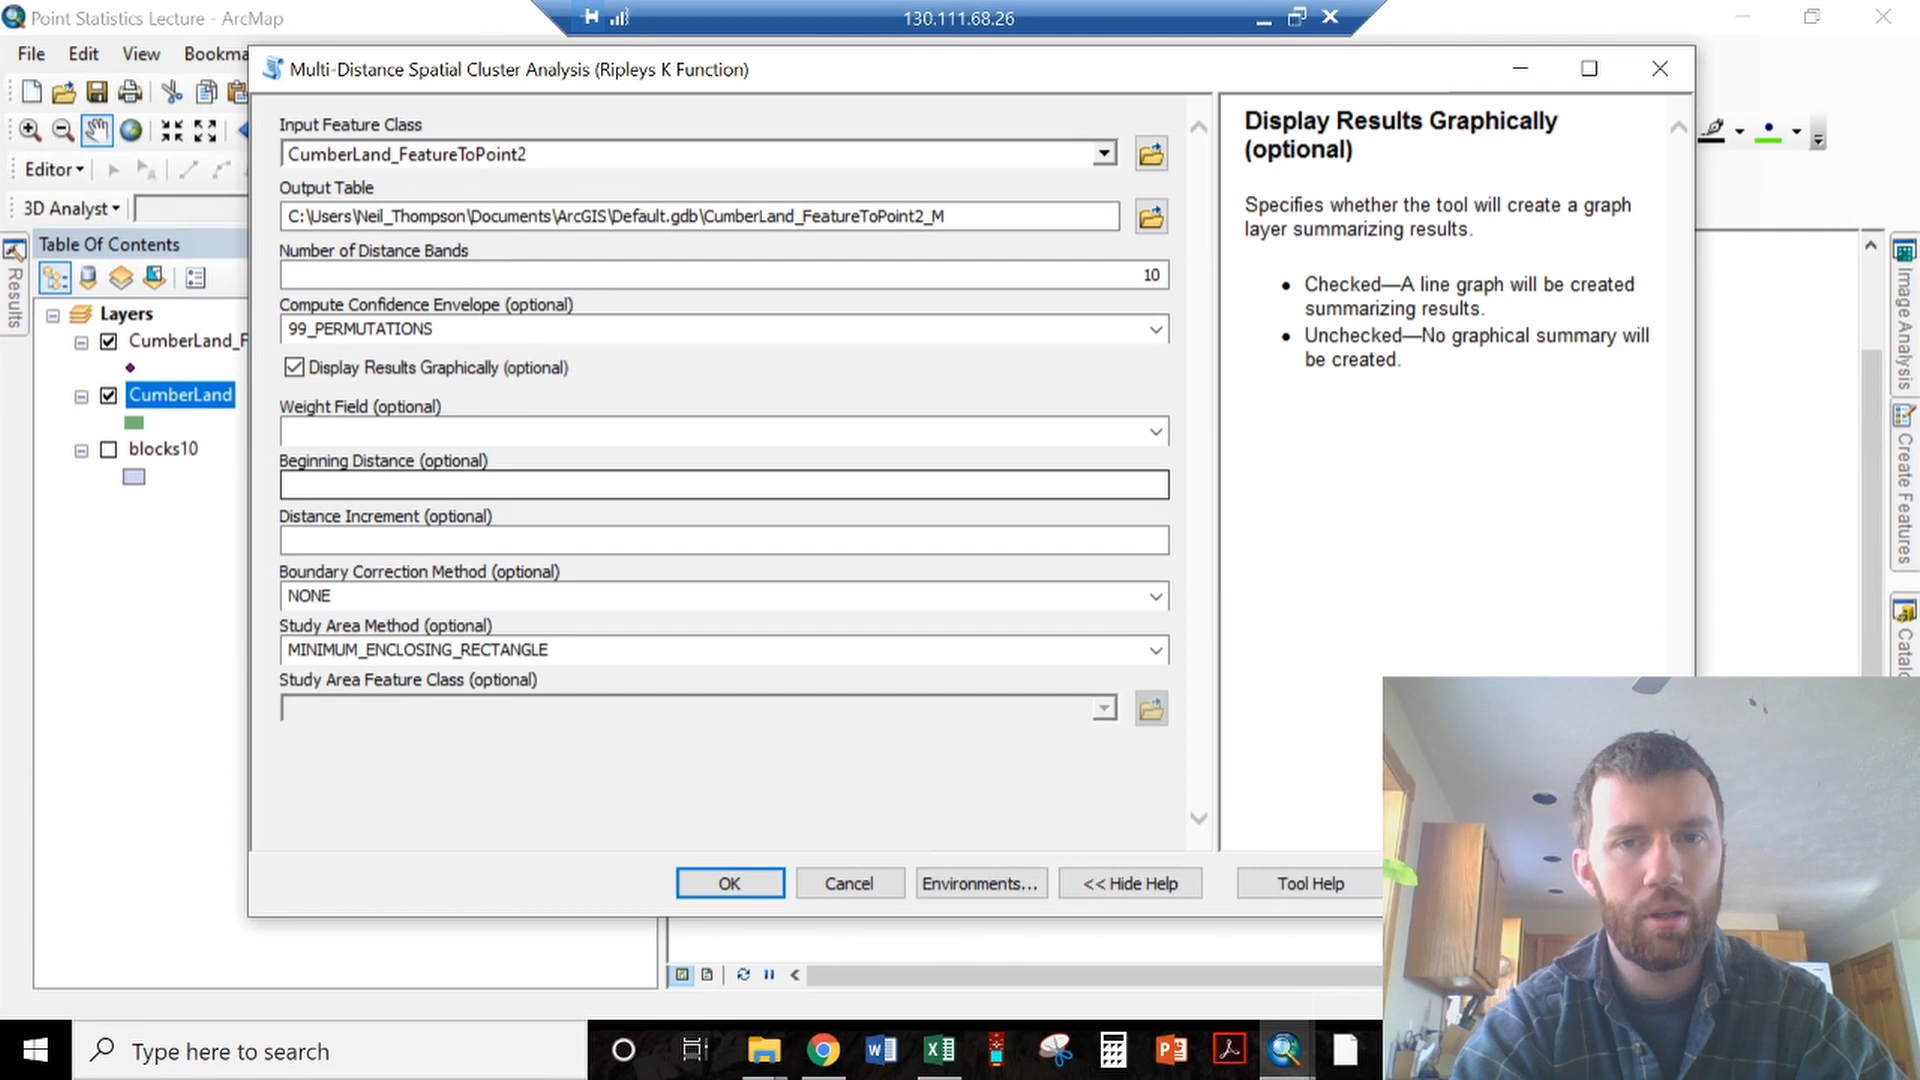 Point Statistics Lecture - ArcMap
130.111.68.26
File Edit View Bookma
Multi-Distance Spatial Cluster Analysis (Ripleys K Function)
Input Feature Class
CumberLand_FeatureToPoint2
Output Table
C:\Users\Neil_Thompson\Documents\ArcGIS\Default.gdb\CumberLand_FeatureToPoint2_M
Number of Distance Bands
10
Compute Confidence Envelope (optional)
99_PERMUTATIONS
Display Results Graphically (optional)
Weight Field (optional)
Beginning Distance (optional)
Distance Increment (optional)
Boundary Correction Method (optional)
NONE
Study Area Method (optional)
MINIMUM_ENCLOSING_RECTANGLE
Study Area Feature Class (optional)
OK Cancel Environments... << Hide Help Tool Help
Display Results Graphically
(optional)
Specifies whether the tool will create a graph
layer summarizing results.
Checked—A line graph will be created
summarizing results.
Unchecked—No graphical summary will
be created.
Editor
3D Analyst
Table Of Contents
Results
Layers
CumberLand_F
CumberLand
blocks10
Image Analysis
Create Features
Catalo
Type here to search